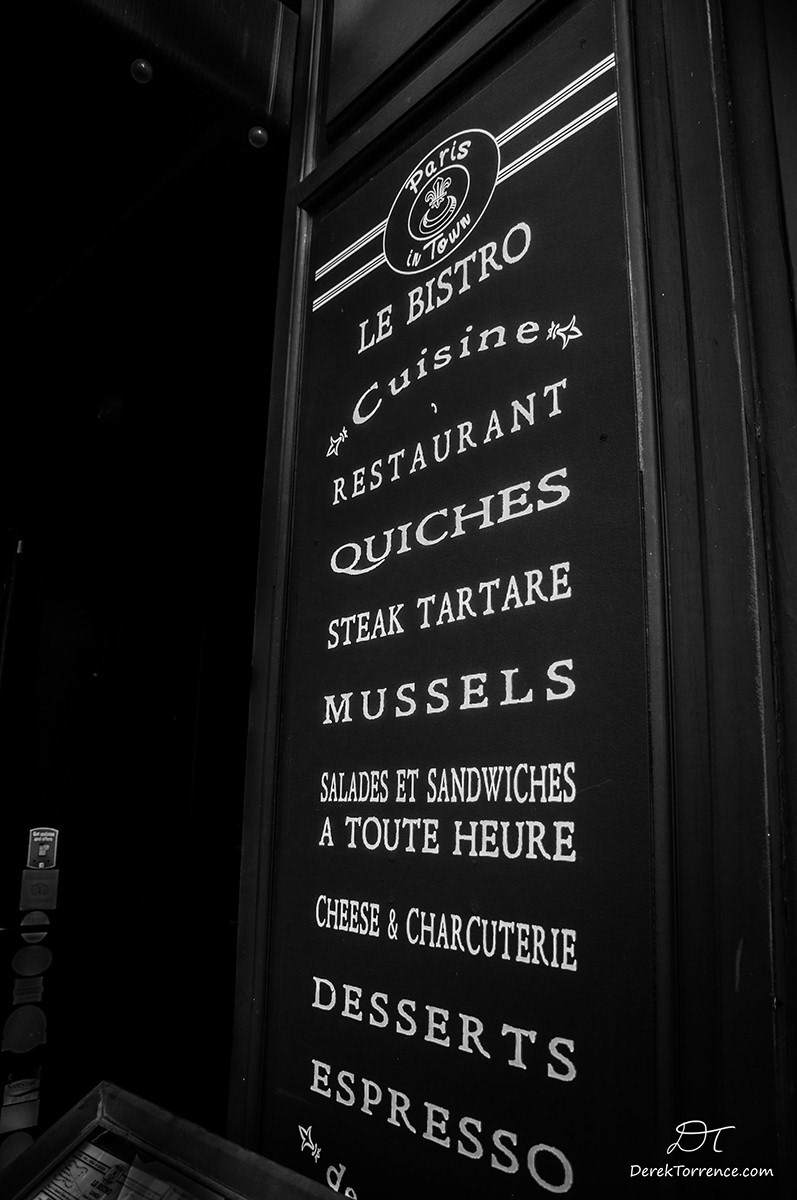 Paris
in Town
LE BISTRO
Cuisine
RESTAURANT
QUICHES
STEAK TARTARE
MUSSELS
SALADES ET SANDWICHES
A TOUTE HEURE
CHEESE & CHARCUTERIE
DESSERTS
ESPRESSO
de
DT
DerekTorrence.com